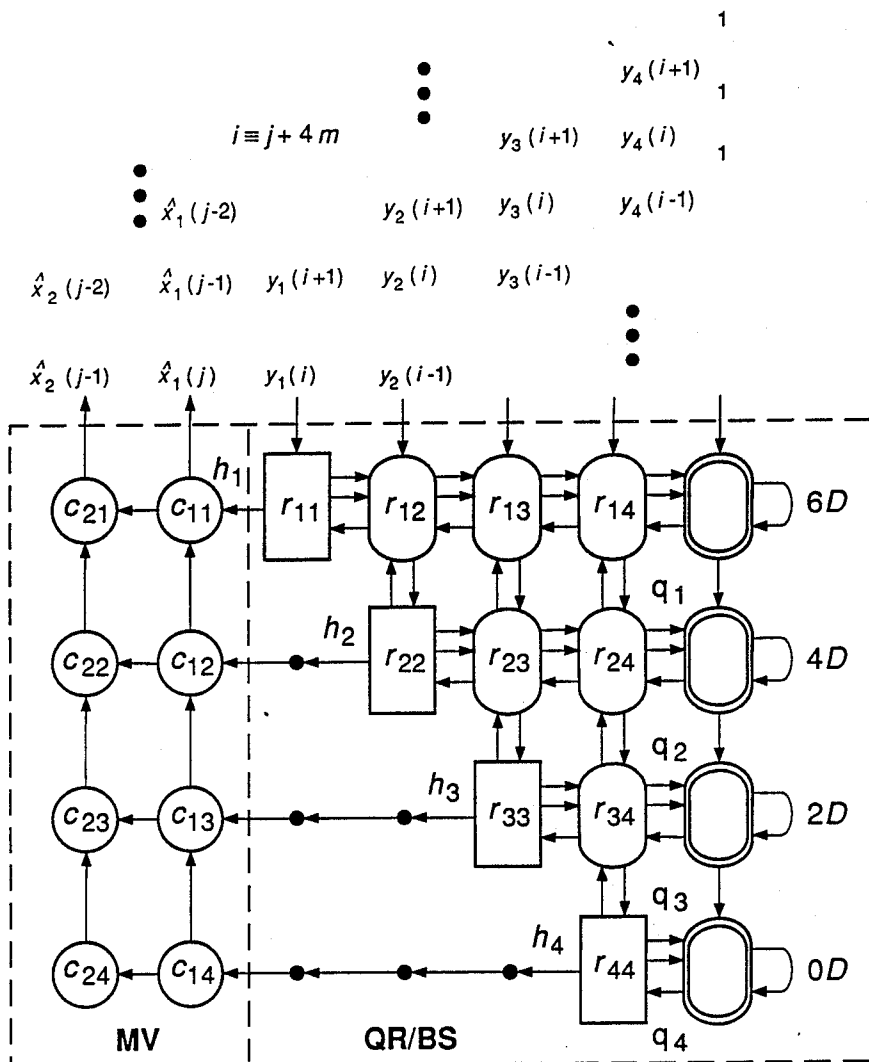 1
y₄(i+1)
1
i ≡ j + 4m
y₃(i+1) y₄(i) 1
x̂₁(j-2) y₂(i+1) y₃(i) y₄(i-1)
x̂₂(j-2) x̂₁(j-1) y₁(i+1) y₂(i) y₃(i-1)
x̂₂(j-1) x̂₁(j) y₁(i) y₂(i-1)
h₁
c₂₁ c₁₁ r₁₁ r₁₂ r₁₃ r₁₄ 6D
q₁
h₂
c₂₂ c₁₂ r₂₂ r₂₃ r₂₄ 4D
q₂
h₃
c₂₃ c₁₃ r₃₃ r₃₄ 2D
q₃
h₄
c₂₄ c₁₄ r₄₄ 0D
MV QR/BS q₄